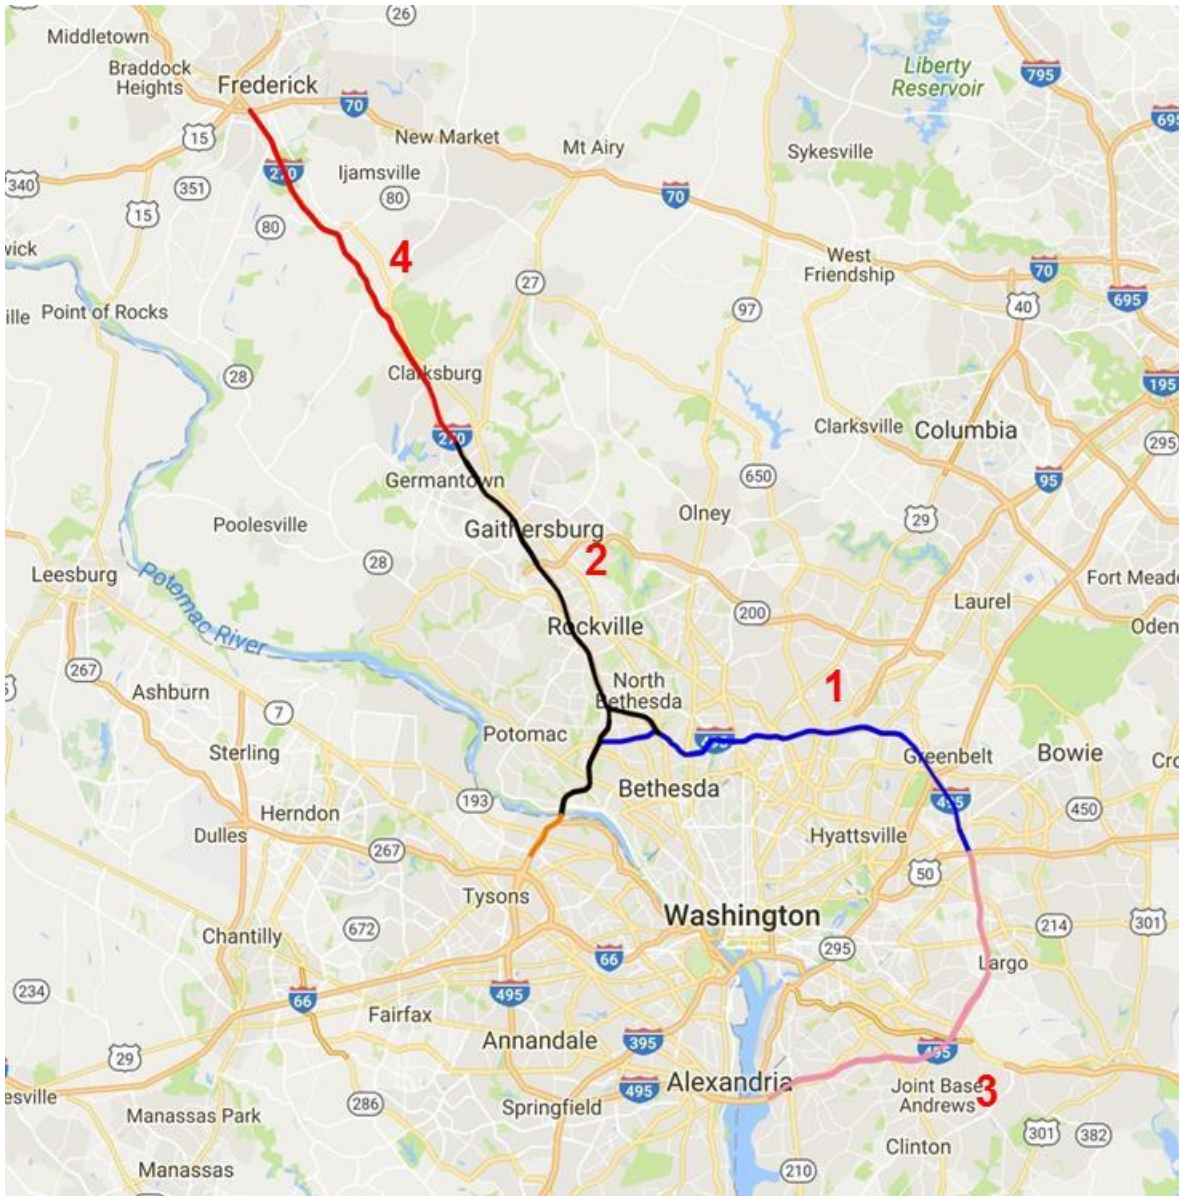 26
Middletown
Braddock
Heights
Frederick
70
Liberty
Reservoir
795
695
15
New Market
Mt Airy
Sykesville
340
351
270
Ijamsville
80
70
15
80
wick
4
West
Friendship
70
27
695
40
ille
Point of Rocks
97
28
Clarksburg
195
Clarksville
Columbia
270
295
Germantown
650
95
Poolesville
Gaithersburg
Olney
29
28
2
Leesburg
Potomac River
Fort Meade
200
Laurel
Rockville
Oden
267
Ashburn
North
Bethesda
1
7
Potomac
495
Sterling
Greenbelt
Bowie
Cro
193
Bethesda
495
450
Herndon
Dulles
Hyattsville
267
50
Tysons
Washington
672
214
301
Chantilly
295
66
Largo
234
495
66
Fairfax
Annandale
395
495
29
Alexandria
495
Joint Base
Andrews
3
esville
Springfield
286
Manassas Park
301
382
Clinton
Manassas
210